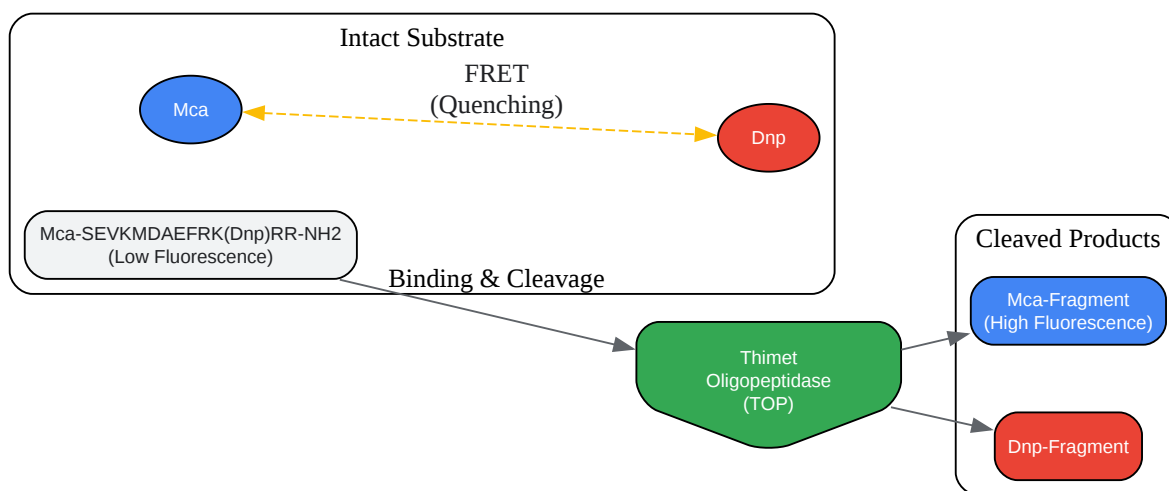 Intact Substrate
FRET
(Quenching)
Mca
Dnp
Mca-SEVKMDAEFRK(Dnp)RR-NH2
(Low Fluorescence)
Binding & Cleavage
Thimet
Oligopeptidase
(TOP)
Cleaved Products
Mca-Fragment
(High Fluorescence)
Dnp-Fragment